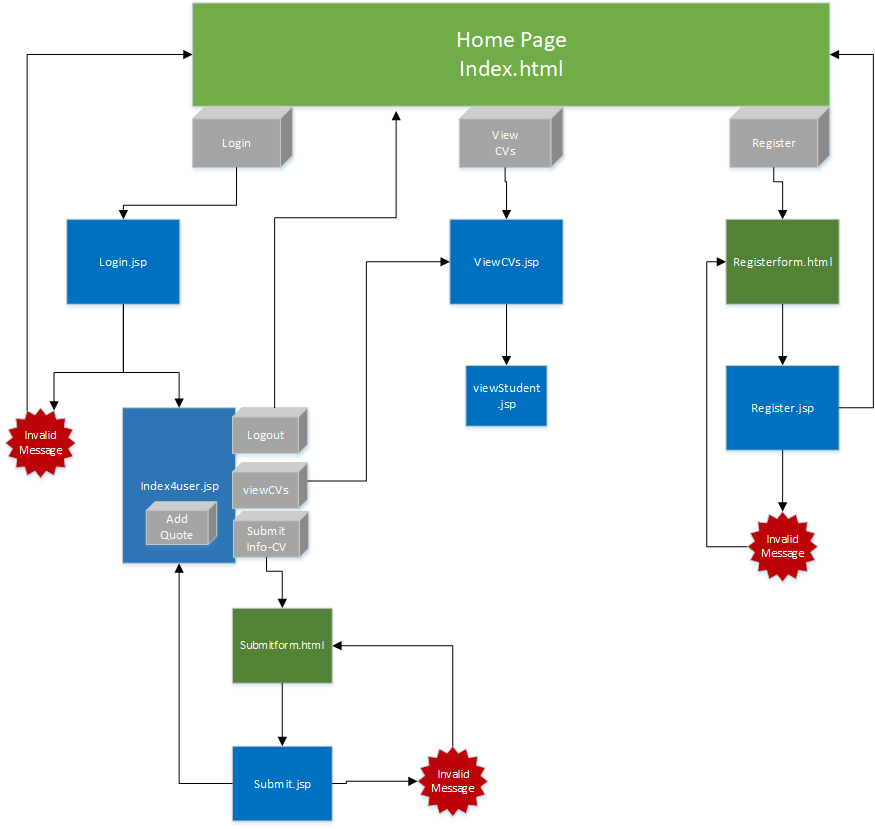 Home Page
Index.html
Login
View
CVs
Register
Login.jsp
ViewCVs.jsp
Registerform.html
viewStudent
.jsp
Register.jsp
Invalid
Message
Logout
Index4user.jsp
viewCVs
Add
Quote
Submit
Info-CV
Invalid
Message
Submitform.html
Submit.jsp
Invalid
Message